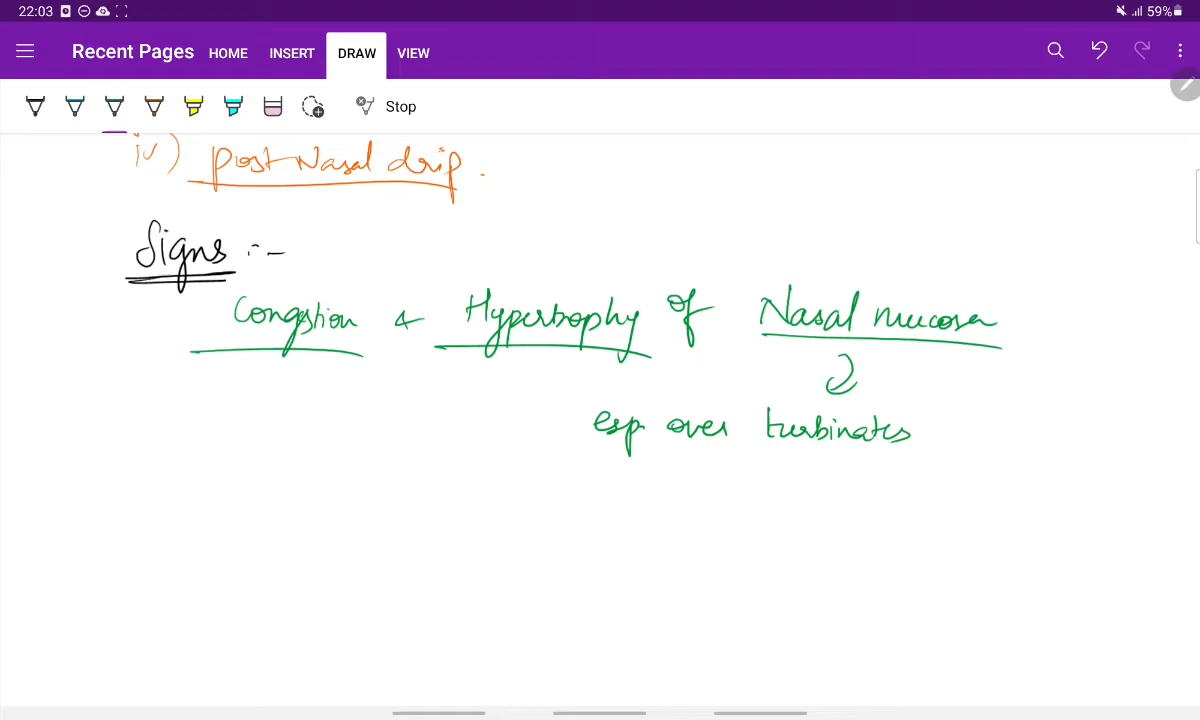 22:03 59%
Recent Pages HOME INSERT DRAW VIEW
Stop
iv) Post Nasal drip.
Signs :-
Congestion & Hypertrophy of Nasal mucosa
esp over turbinates